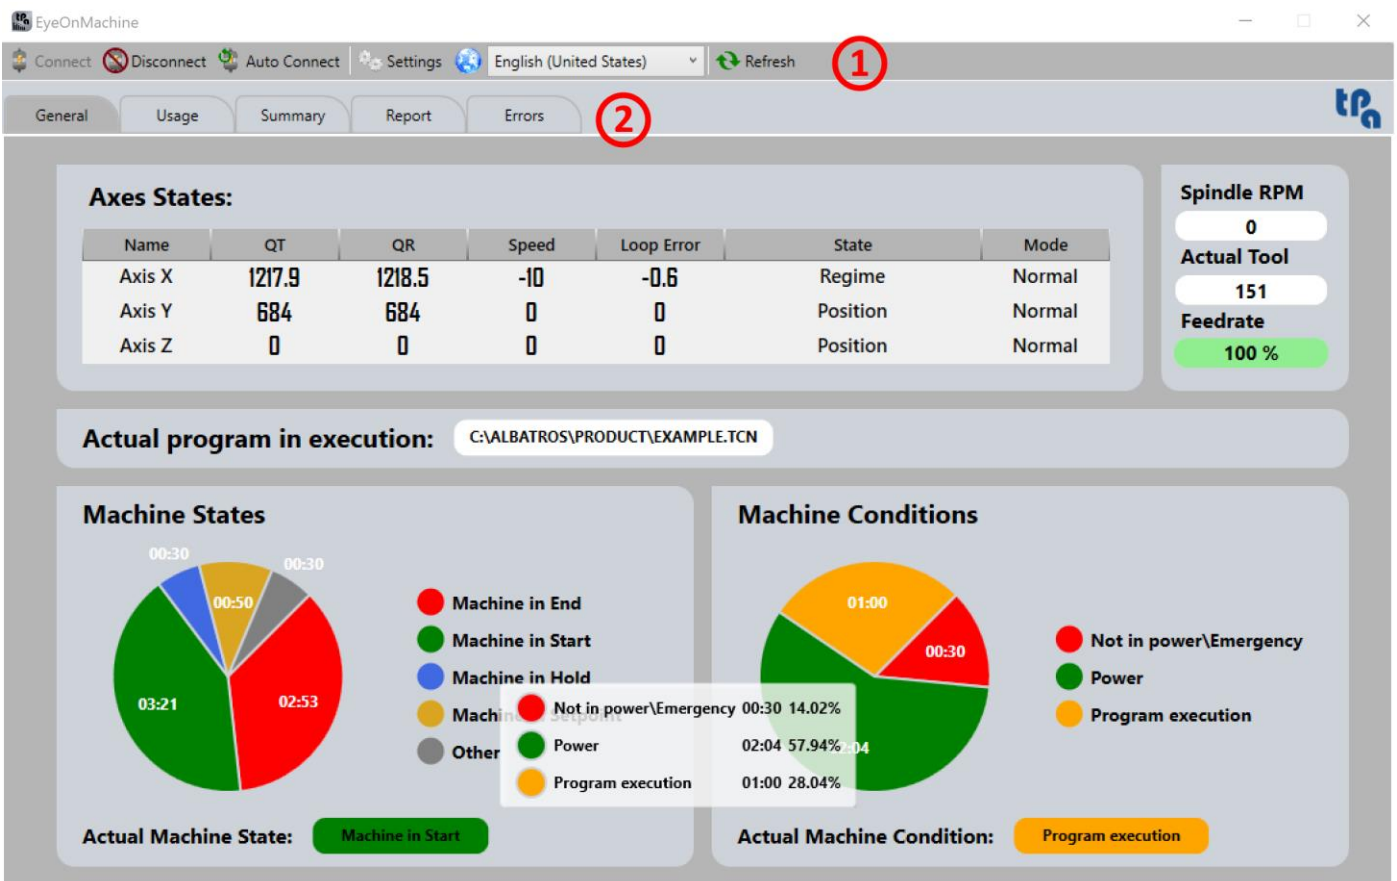 EyeOnMachine
Connect Disconnect Auto Connect Settings English (United States) Refresh 1
General Usage Summary Report Errors 2 tpa
Axes States:
Name QT QR Speed Loop Error State Mode
Axis X 1217.9 1218.5 -10 -0.6 Regime Normal
Axis Y 684 684 0 0 Position Normal
Axis Z 0 0 0 0 Position Normal
Spindle RPM
0
Actual Tool
151
Feedrate
100 %
Actual program in execution: C:\ALBATROS\PRODUCT\EXAMPLE.TCN
Machine States
00:30
00:30
00:50
03:21
02:53
Machine in End
Machine in Start
Machine in Hold
Machine in Setpoint
Other
Actual Machine State: Machine in Start
Machine Conditions
01:00
00:30
02:04
Not in power\Emergency
Power
Program execution
Not in power\Emergency 00:30 14.02%
Power 02:04 57.94%
Program execution 01:00 28.04%
Actual Machine Condition: Program execution